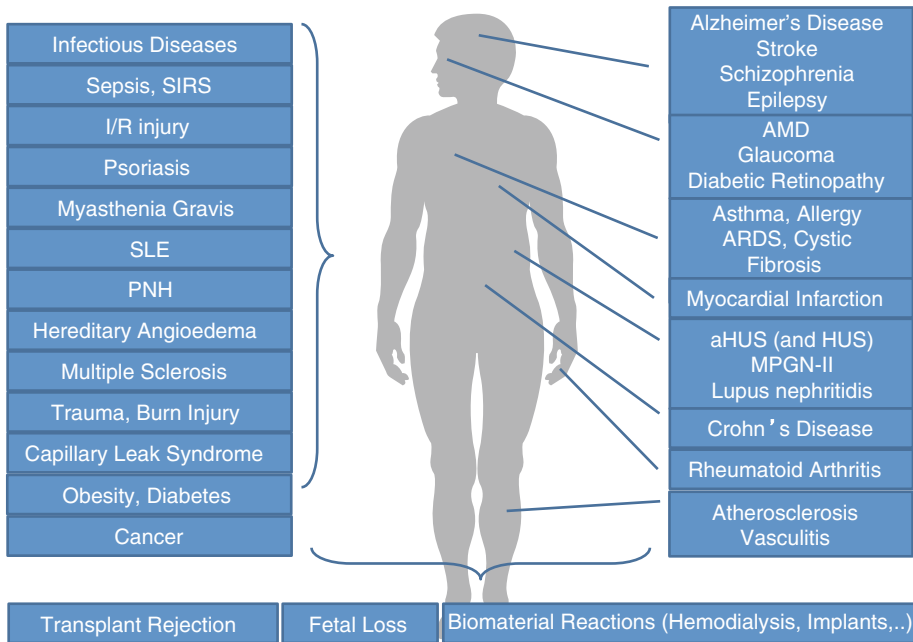 Infectious Diseases
Sepsis, SIRS
I/R injury
Psoriasis
Myasthenia Gravis
SLE
PNH
Hereditary Angioedema
Multiple Sclerosis
Trauma, Burn Injury
Capillary Leak Syndrome
Obesity, Diabetes
Cancer
Alzheimer's Disease
Stroke
Schizophrenia
Epilepsy
AMD
Glaucoma
Diabetic Retinopathy
Asthma, Allergy
ARDS, Cystic
Fibrosis
Myocardial Infarction
aHUS (and HUS)
MPGN-II
Lupus nephritidis
Crohn's Disease
Rheumatoid Arthritis
Atherosclerosis
Vasculitis
Transplant Rejection
Fetal Loss
Biomaterial Reactions (Hemodialysis, Implants,..)